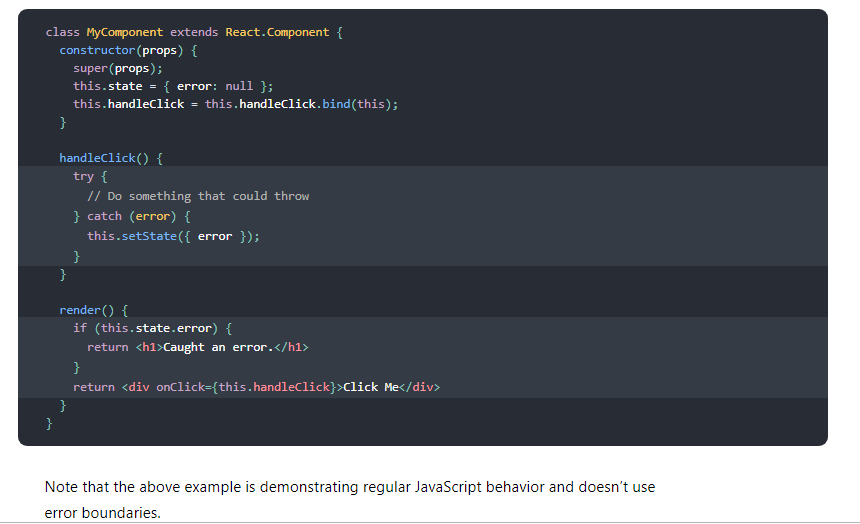 class MyComponent extends React.Component {
  constructor(props) {
    super(props);
    this.state = { error: null };
    this.handleClick = this.handleClick.bind(this);
  }

  handleClick() {
    try {
      // Do something that could throw
    } catch (error) {
      this.setState({ error });
    }
  }

  render() {
    if (this.state.error) {
      return <h1>Caught an error.</h1>
    }
    return <div onClick={this.handleClick}>Click Me</div>
  }
}
Note that the above example is demonstrating regular JavaScript behavior and doesn’t use
error boundaries.